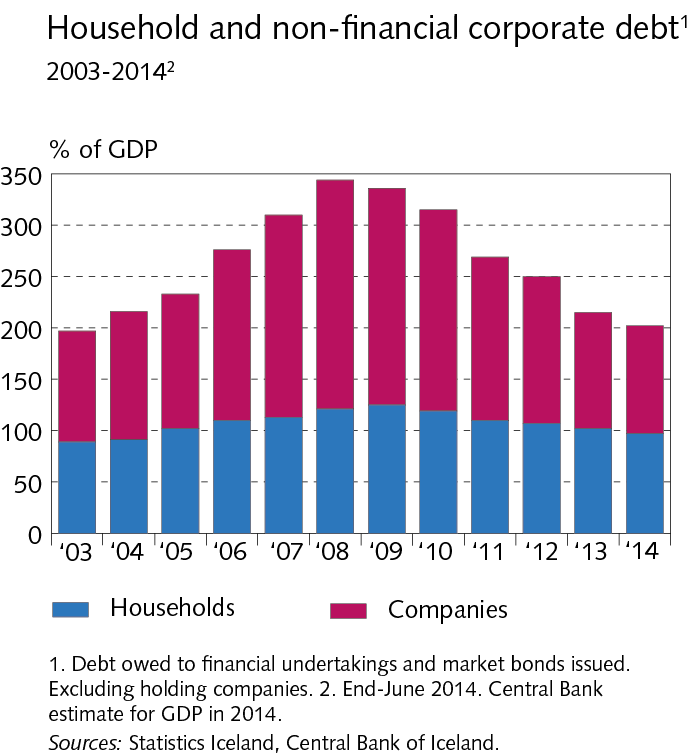 Household and non-financial corporate debt¹
2003-2014²
% of GDP
350
300
250
200
150
100
50
0
‘03 ‘04 ‘05 ‘06 ‘07 ‘08 ‘09 ‘10 ‘11 ‘12 ‘13 ‘14
Households Companies
1. Debt owed to financial undertakings and market bonds issued.
Excluding holding companies. 2. End-June 2014. Central Bank
estimate for GDP in 2014.
Sources: Statistics Iceland, Central Bank of Iceland.